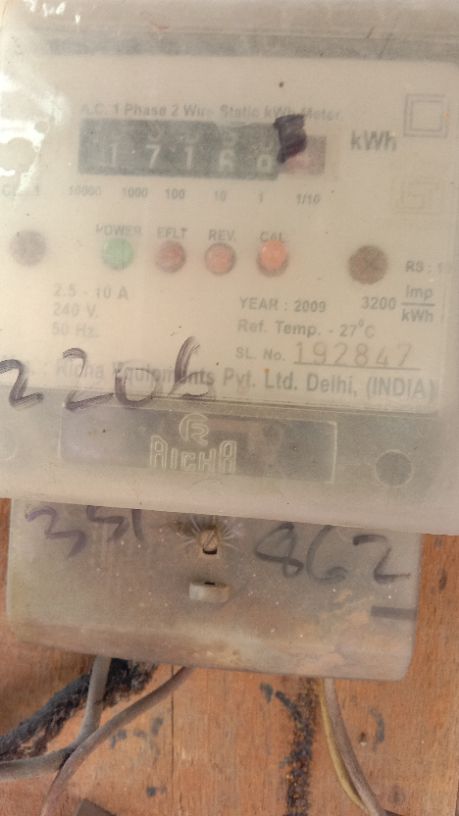 A.C. 1 Phase 2 Wire Static kWh Meter
kWh
10000 1000 100 10 1 1/10
POWER EFLT REV. CAL
2.5 - 10 A
240 V.
50 Hz.
YEAR : 2009
3200 Imp/kWh
Ref. Temp. - 27°C
SL. No. 192847
Richa Equipments Pvt. Ltd. Delhi, (INDIA)
RICHA
862